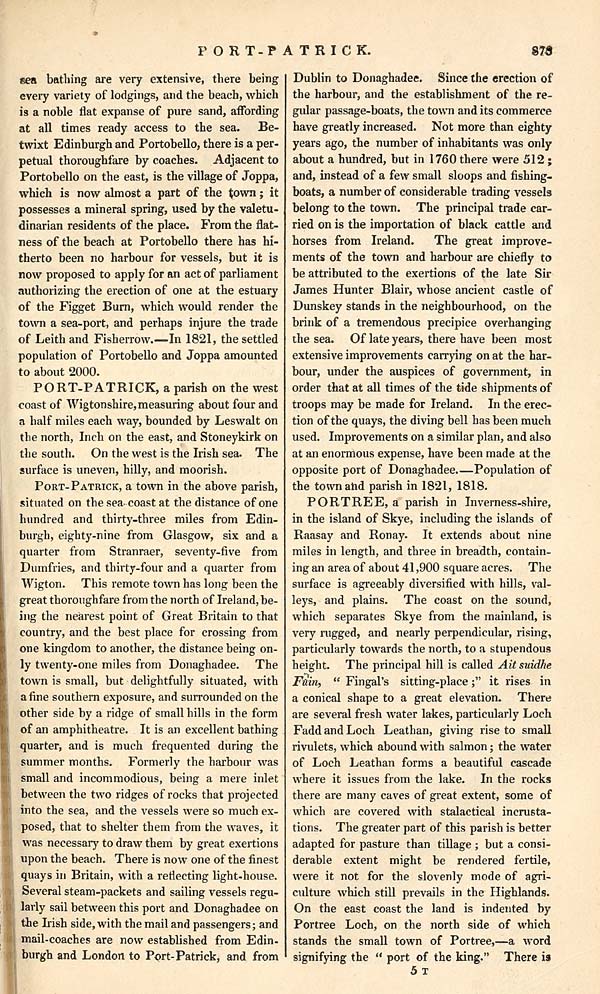 PORT-PATRICK. 873
sea bathing are very extensive, there being
every variety of lodgings, and the beach, which
is a noble flat expanse of pure sand, affording
at all times ready access to the sea. Be-
twixt Edinburgh and Portobello, there is a per-
petual thoroughfare by coaches. Adjacent to
Portobello on the east, is the village of Joppa,
which is now almost a part of the town; it
possesses a mineral spring, used by the valetu-
dinarian residents of the place. From the flat-
ness of the beach at Portobello there has hi-
therto been no harbour for vessels, but it is
now proposed to apply for an act of parliament
authorizing the erection of one at the estuary
of the Figget Burn, which would render the
town a sea-port, and perhaps injure the trade
of Leith and Fisherrow.—In 1821, the settled
population of Portobello and Joppa amounted
to about 2000.
PORT-PATRICK, a parish on the west
coast of Wigtonshire, measuring about four and
a half miles each way, bounded by Leswalt on
the north, Inch on the east, and Stoneykirk on
the south. On the west is the Irish sea. The
surface is uneven, hilly, and moorish.
PORT-PATRICK, a town in the above parish,
situated on the sea-coast at the distance of one
hundred and thirty-three miles from Edin-
burgh, eighty-nine from Glasgow, six and a
quarter from Stranraer, seventy-five from
Dumfries, and thirty-four and a quarter from
Wigton. This remote town has long been the
great thoroughfare from the north of Ireland, be-
ing the nearest point of Great Britain to that
country, and the best place for crossing from
one kingdom to another, the distance being on-
ly twenty-one miles from Donaghadee. The
town is small, but delightfully situated, with
a fine southern exposure, and surrounded on the
other side by a ridge of small hills in the form
of an amphitheatre. It is an excellent bathing
quarter, and is much frequented during the
summer months. Formerly the harbour was
small and incommodious, being a mere inlet
between the two ridges of rocks that projected
into the sea, and the vessels were so much ex-
posed, that to shelter them from the waves, it
was necessary to draw them by great exertions
upon the beach. There is now one of the finest
quays in Britain, with a reflecting light-house.
Several steam-packets and sailing vessels regu-
larly sail between this port and Donaghadee on
the Irish side, with the mail and passengers; and
mail-coaches are now established from Edin-
burgh and London to Port-Patrick, and from
Dublin to Donaghadee. Since the erection of
the harbour, and the establishment of the re-
gular passage-boats, the town and its commerce
have greatly increased. Not more than eighty
years ago, the number of inhabitants was only
about a hundred, but in 1760 there were 512;
and, instead of a few small sloops and fishing-
boats, a number of considerable trading vessels
belong to the town. The principal trade car-
ried on is the importation of black cattle and
horses from Ireland. The great improve-
ments of the town and harbour are chiefly to
be attributed to the exertions of the late Sir
James Hunter Blair, whose ancient castle of
Dunskey stands in the neighbourhood, on the
brink of a tremendous precipice overhanging
the sea. Of late years, there have been most
extensive improvements carrying on at the har-
bour, under the auspices of government, in
order that at all times of the tide shipments of
troops may be made for Ireland. In the erec-
tion of the quays, the diving bell has been much
used. Improvements on a similar plan, and also
at an enormous expense, have been made at the
opposite port of Donaghadee.—Population of
the town and parish in 1821, 1818.
PORTREE, a parish in Inverness-shire,
in the island of Skye, including the islands of
Raasay and Ronay. It extends about nine
miles in length, and three in breadth, contain-
ing an area of about 41,900 square acres. The
surface is agreeably diversified with hills, val-
leys, and plains. The coast on the sound,
which separates Skye from the mainland, is
very rugged, and nearly perpendicular, rising,
particularly towards the north, to a stupendous
height. The principal hill is called Ait suidhe
Fuin, " Fingal's sitting-place;" it rises in
a conical shape to a great elevation. There
are several fresh water lakes, particularly Loch
Fadd and Loch Leathan, giving rise to small
rivulets, which abound with salmon; the water
of Loch Leathan forms a beautiful cascade
where it issues from the lake. In the rocks
there are many caves of great extent, some of
which are covered with stalactical incrusta-
tions. The greater part of this parish is better
adapted for pasture than tillage; but a consi-
derable extent might be rendered fertile,
were it not for the slovenly mode of agri-
culture which still prevails in the Highlands.
On the east coast the land is indented by
Portree Loch, on the north side of which
stands the small town of Portree,—a word
signifying the " port of the king." There is
5 T